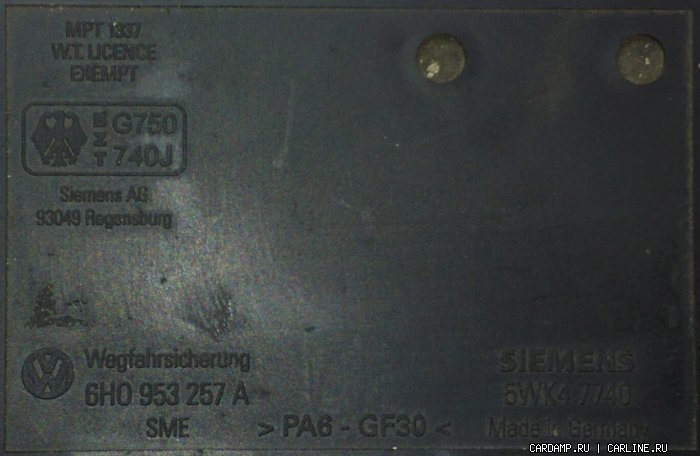 MPT 1337
W.T. LICENCE
EXEMPT
BZT
G750
740J
Siemens AG
93049 Regensburg
Wegfahrsicherung
6H0 953 257 A
SME
> PA6 - GF30 <
SIEMENS
5WK4 7740
Made in Germany
CARDAMP.RU | CARLINE.RU